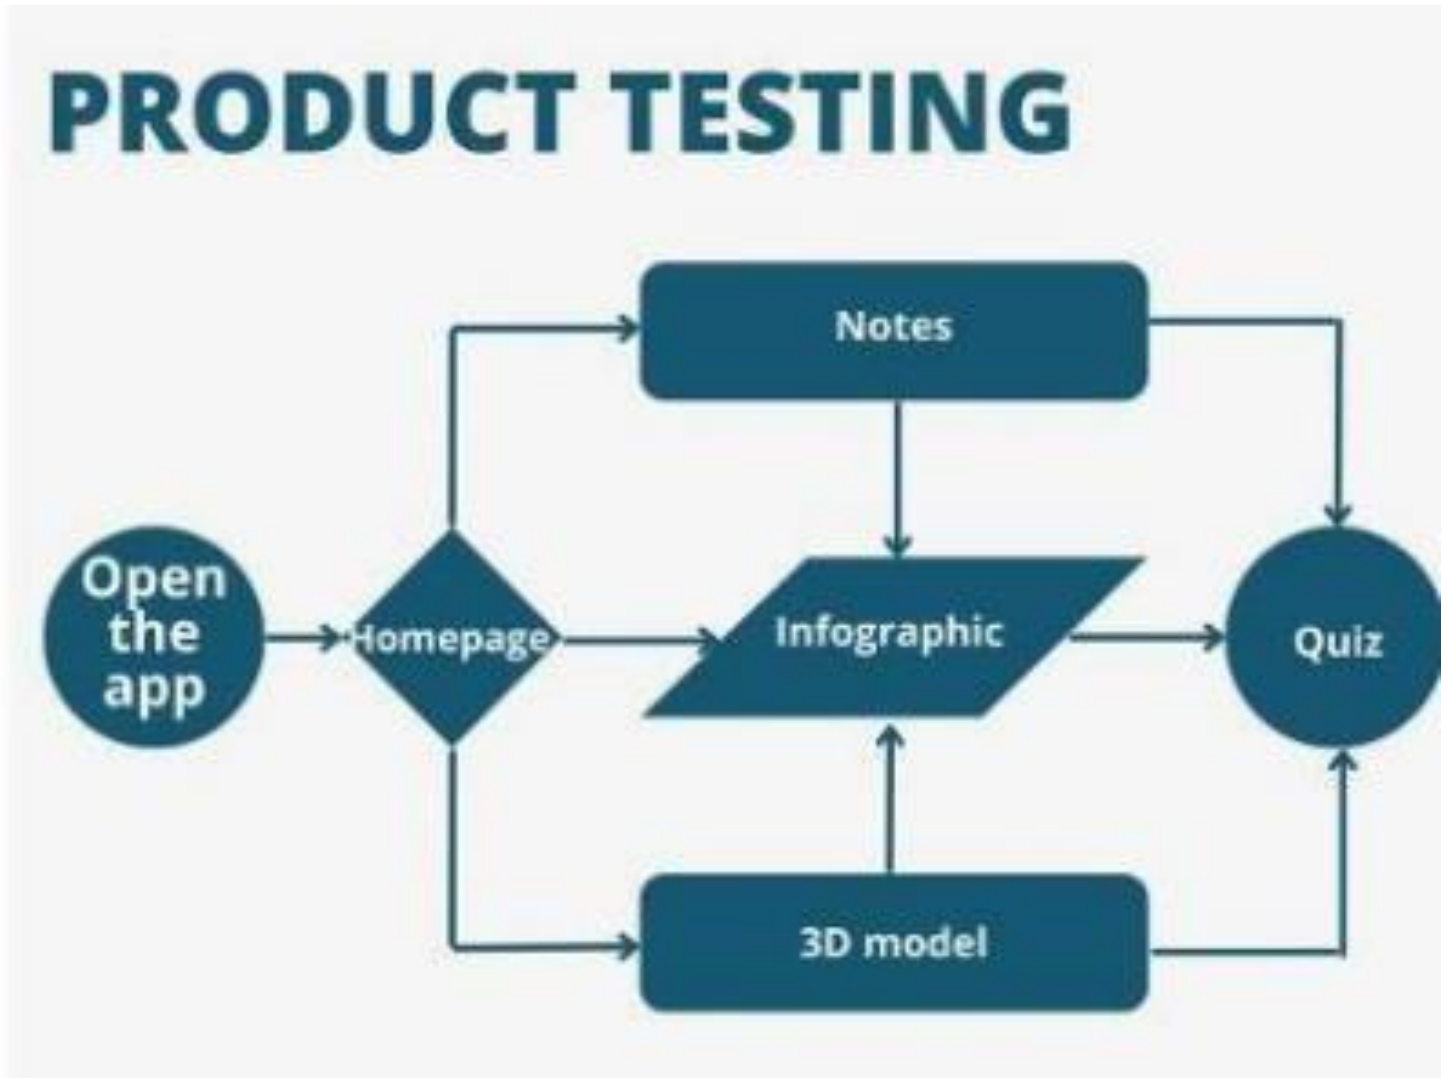 PRODUCT TESTING
Notes
Open
the
app
Homepage
Infographic
Quiz
3D model